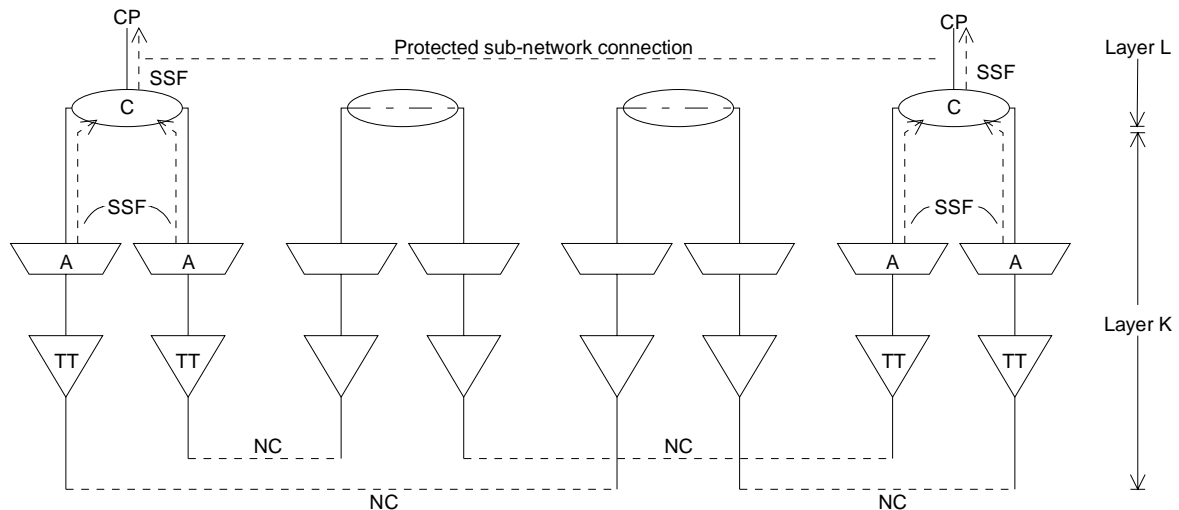 CP
CP
Protected sub-network connection
Layer L
SSF
SSF
C
C
SSF
SSF
A
A
A
A
Layer K
TT
TT
TT
TT
NC
NC
NC
NC